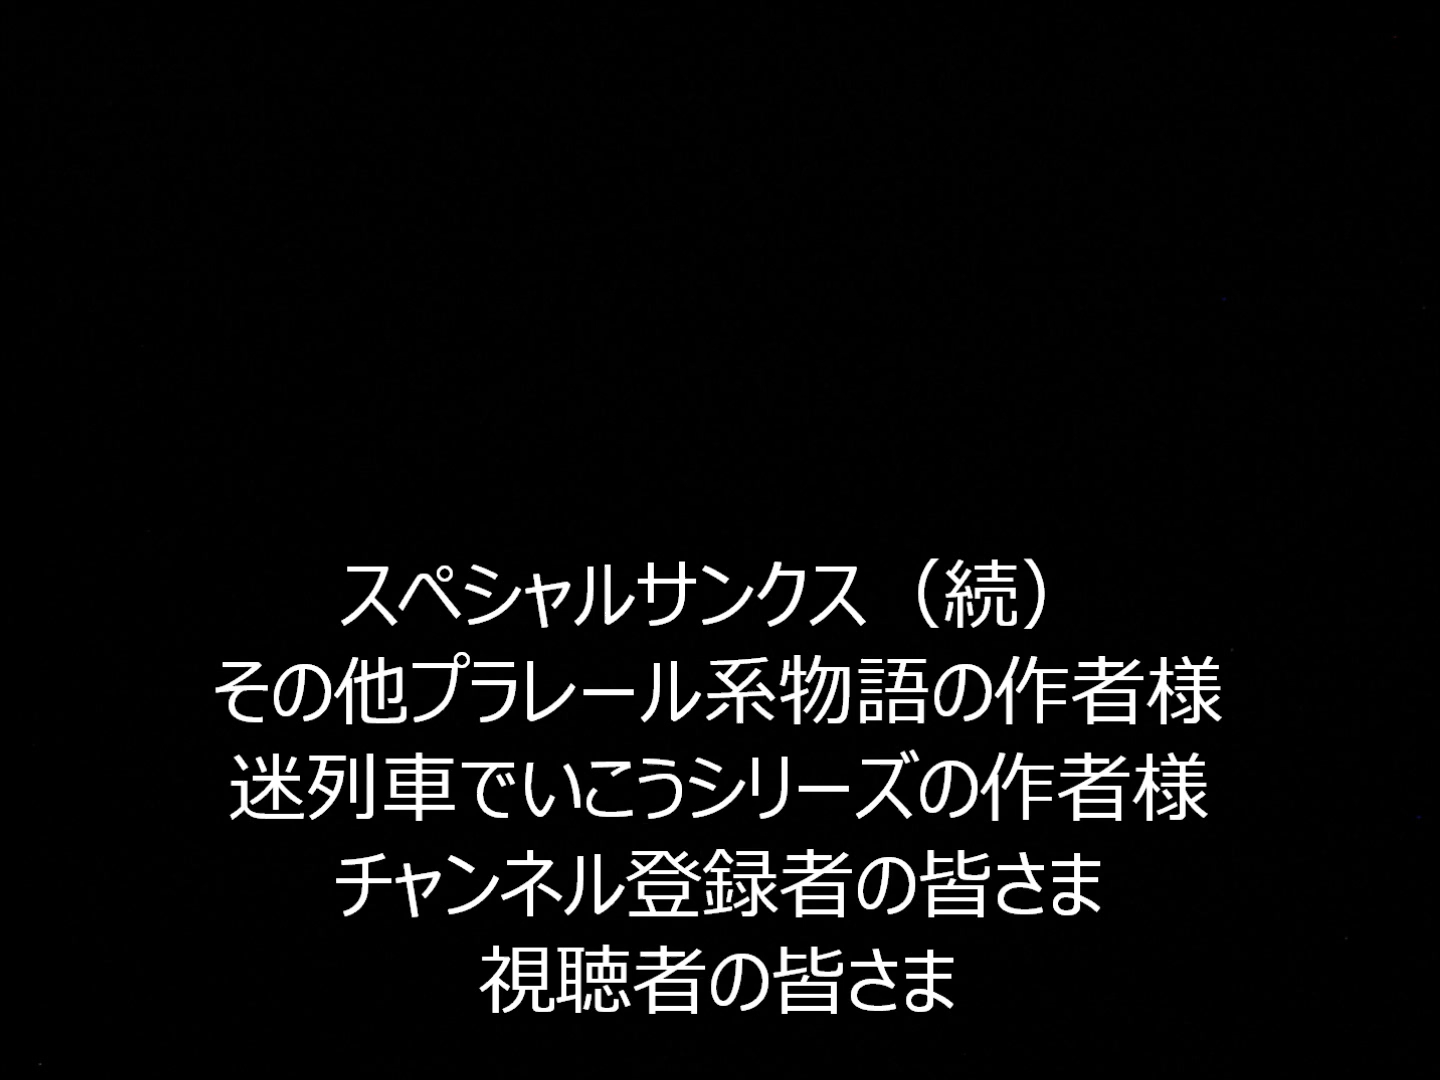 スペシャルサンクス（続）
その他プラレール系物語の作者様
迷列車でいこうシリーズの作者様
チャンネル登録者の皆さま
視聴者の皆さま